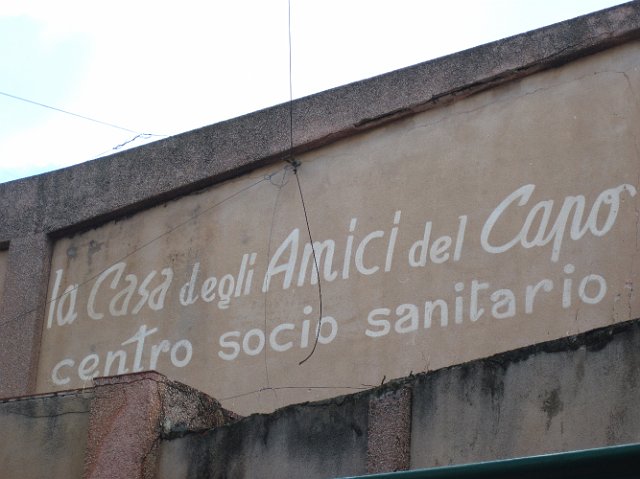 la Casa degli Amici del Capo
centro socio sanitario